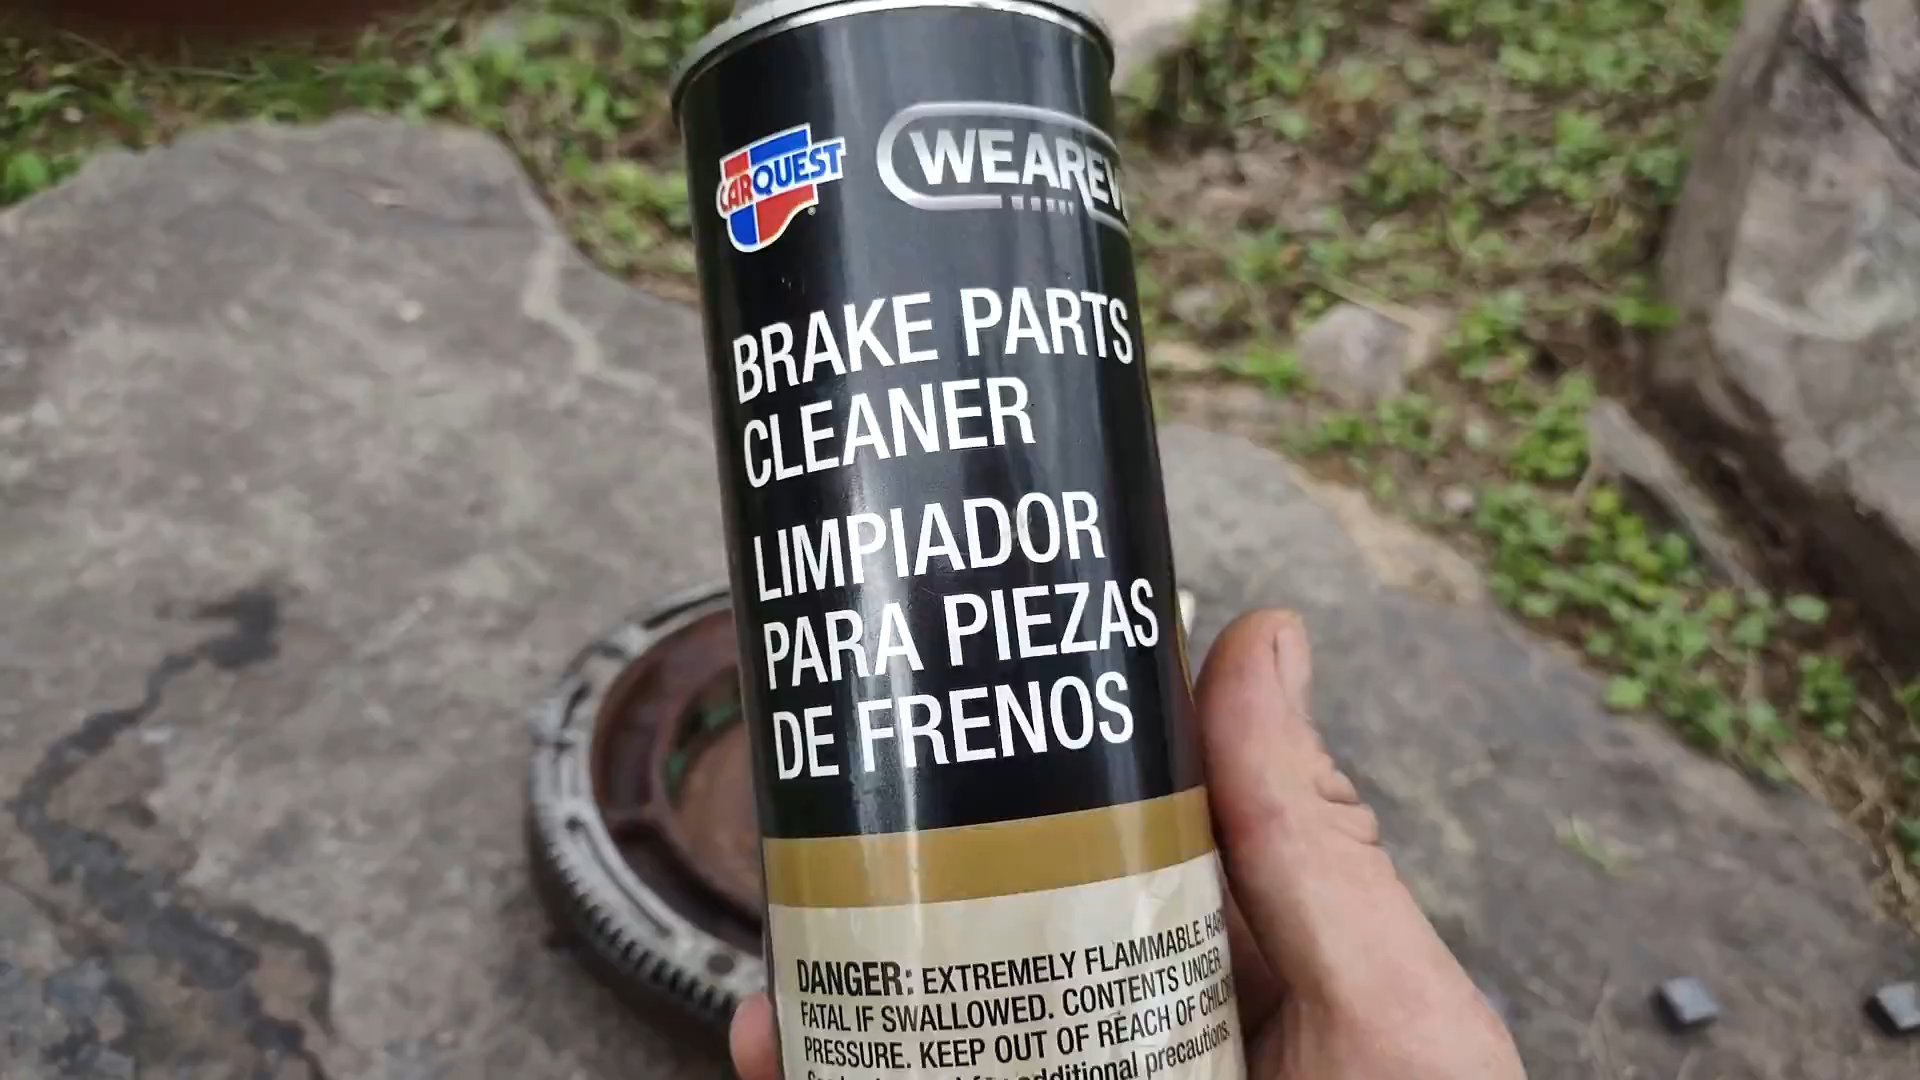 CARQUEST
BRAKE PARTS
CLEANER
LIMPIADOR
PARA PIEZAS
DE FRENOS
DANGER: EXTREMELY FLAMMABLE.
FATAL IF SWALLOWED. CONTENTS UNDER
PRESSURE. KEEP OUT OF REACH OF
additional precautions.